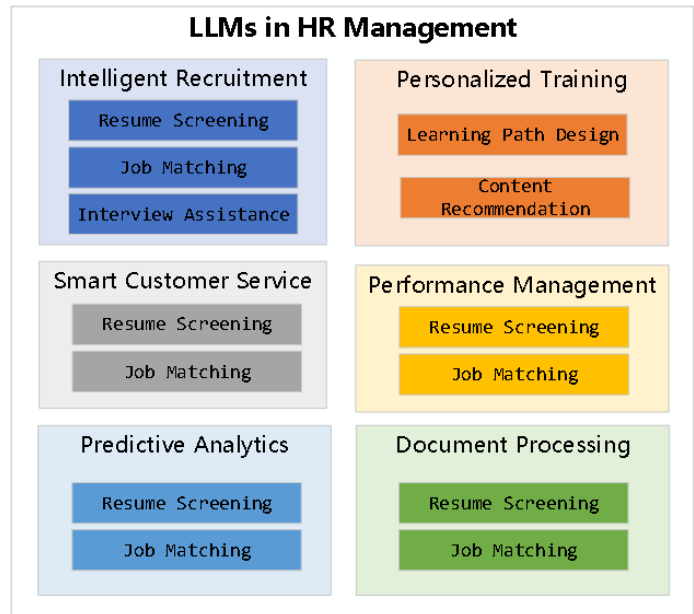 LLMs in HR Management
Intelligent Recruitment
Resume Screening
Job Matching
Interview Assistance
Personalized Training
Learning Path Design
Content
Recommendation
Smart Customer Service
Resume Screening
Job Matching
Performance Management
Resume Screening
Job Matching
Predictive Analytics
Resume Screening
Job Matching
Document Processing
Resume Screening
Job Matching